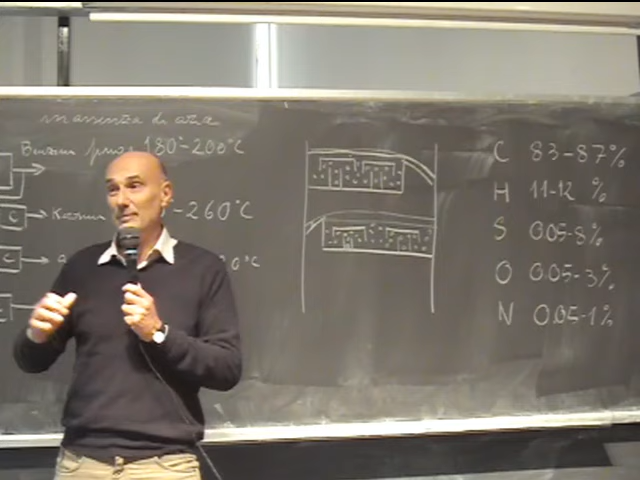 in assenza di aria
Benzina 180°-200°C
C
C - 83-87%
H 11-12 %
S 0.05-8%
O 0.05-3%
N 0.05-1%
C -260°C
C 0°C
C